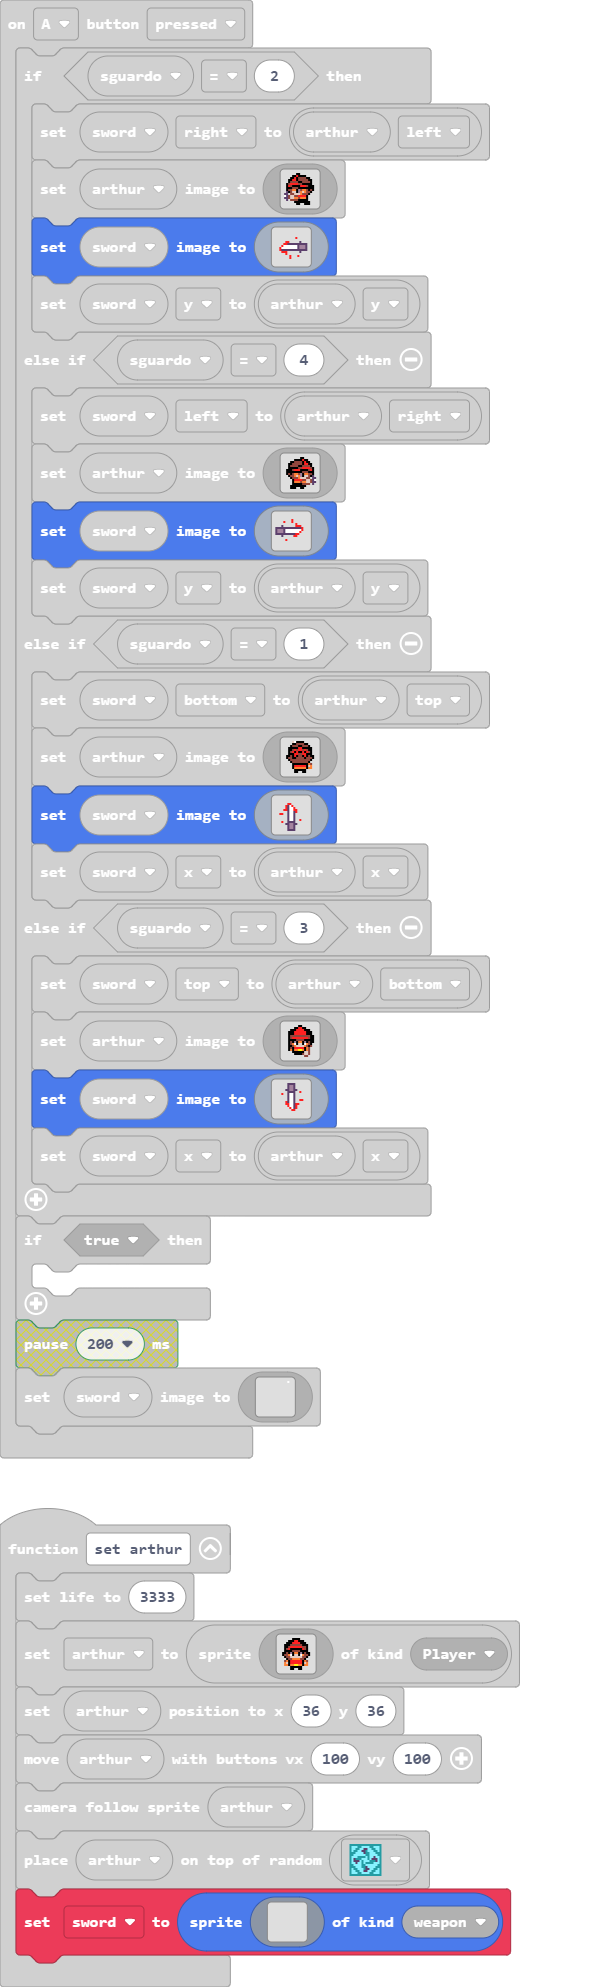 on A button pressed
if sguardo = 2 then
set sword right to arthur left
set arthur image to
set sword image to
set sword y to arthur y
else if sguardo = 4 then
set sword left to arthur right
set arthur image to
set sword image to
set sword y to arthur y
else if sguardo = 1 then
set sword bottom to arthur top
set arthur image to
set sword image to
set sword x to arthur x
else if sguardo = 3 then
set sword top to arthur bottom
set arthur image to
set sword image to
set sword x to arthur x
if true then
pause 200 ms
set sword image to
function set arthur
set life to 3333
set arthur to sprite of kind Player
set arthur position to x 36 y 36
move arthur with buttons vx 100 vy 100
camera follow sprite arthur
place arthur on top of random
set sword to sprite of kind weapon